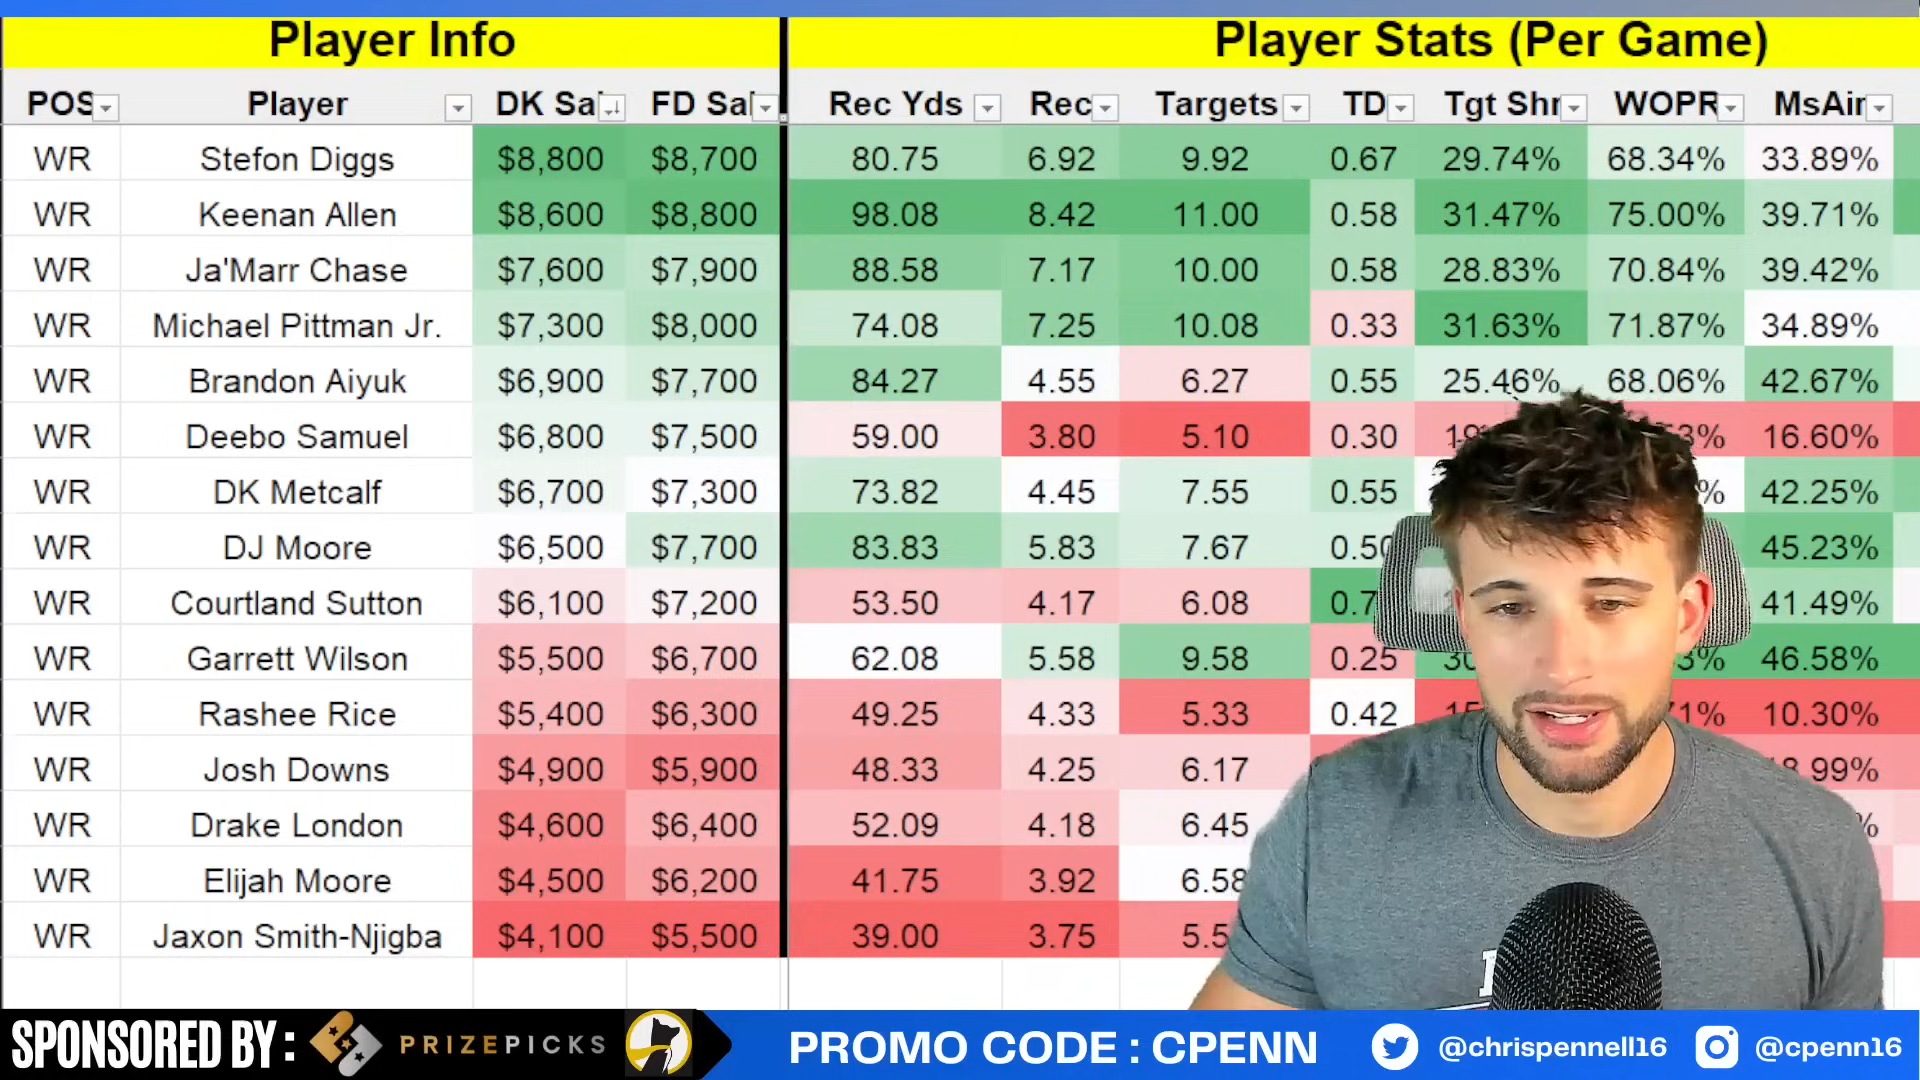 Player Info Player Stats (Per Game)
POS Player DK Sal FD Sal Rec Yds Rec Targets TD Tgt Shr WOPR MsAir
WR Stefon Diggs $8,800 $8,700 80.75 6.92 9.92 0.67 29.74% 68.34% 33.89%
WR Keenan Allen $8,600 $8,800 98.08 8.42 11.00 0.58 31.47% 75.00% 39.71%
WR Ja'Marr Chase $7,600 $7,900 88.58 7.17 10.00 0.58 28.83% 70.84% 39.42%
WR Michael Pittman Jr. $7,300 $8,000 74.08 7.25 10.08 0.33 31.63% 71.87% 34.89%
WR Brandon Aiyuk $6,900 $7,700 84.27 4.55 6.27 0.55 25.46% 68.06% 42.67%
WR Deebo Samuel $6,800 $7,500 59.00 3.80 5.10 0.30 16.60%
WR DK Metcalf $6,700 $7,300 73.82 4.45 7.55 0.55 42.25%
WR DJ Moore $6,500 $7,700 83.83 5.83 7.67 0.50 45.23%
WR Courtland Sutton $6,100 $7,200 53.50 4.17 6.08 41.49%
WR Garrett Wilson $5,500 $6,700 62.08 5.58 9.58 0.25 46.58%
WR Rashee Rice $5,400 $6,300 49.25 4.33 5.33 0.42 10.30%
WR Josh Downs $4,900 $5,900 48.33 4.25 6.17
WR Drake London $4,600 $6,400 52.09 4.18 6.45
WR Elijah Moore $4,500 $6,200 41.75 3.92 6.58
WR Jaxon Smith-Njigba $4,100 $5,500 39.00 3.75
SPONSORED BY : PRIZEPICKS PROMO CODE : CPENN @chrispennell16 @cpenn16